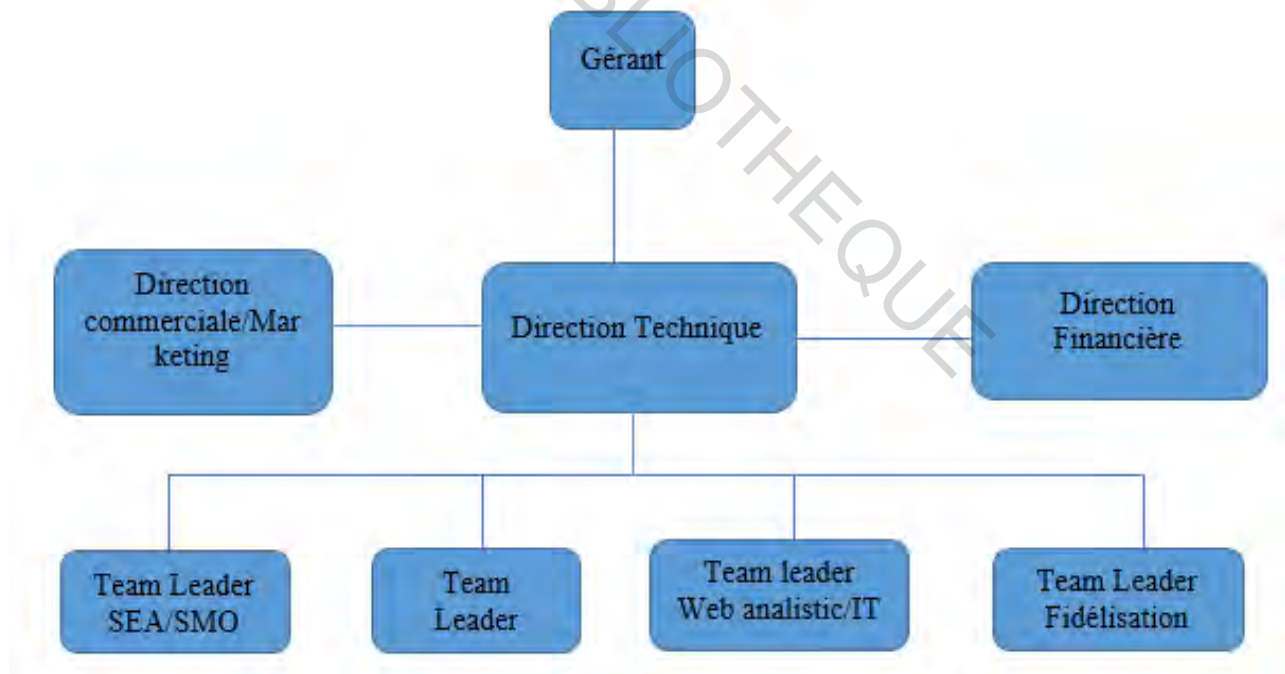 Gérant
Direction
commerciale/Mar
keting
Direction Technique
Direction
Financière
Team Leader
SEA/SMO
Team
Leader
Team leader
Web analistic/IT
Team Leader
Fidélisation
BLIOTHEQUE